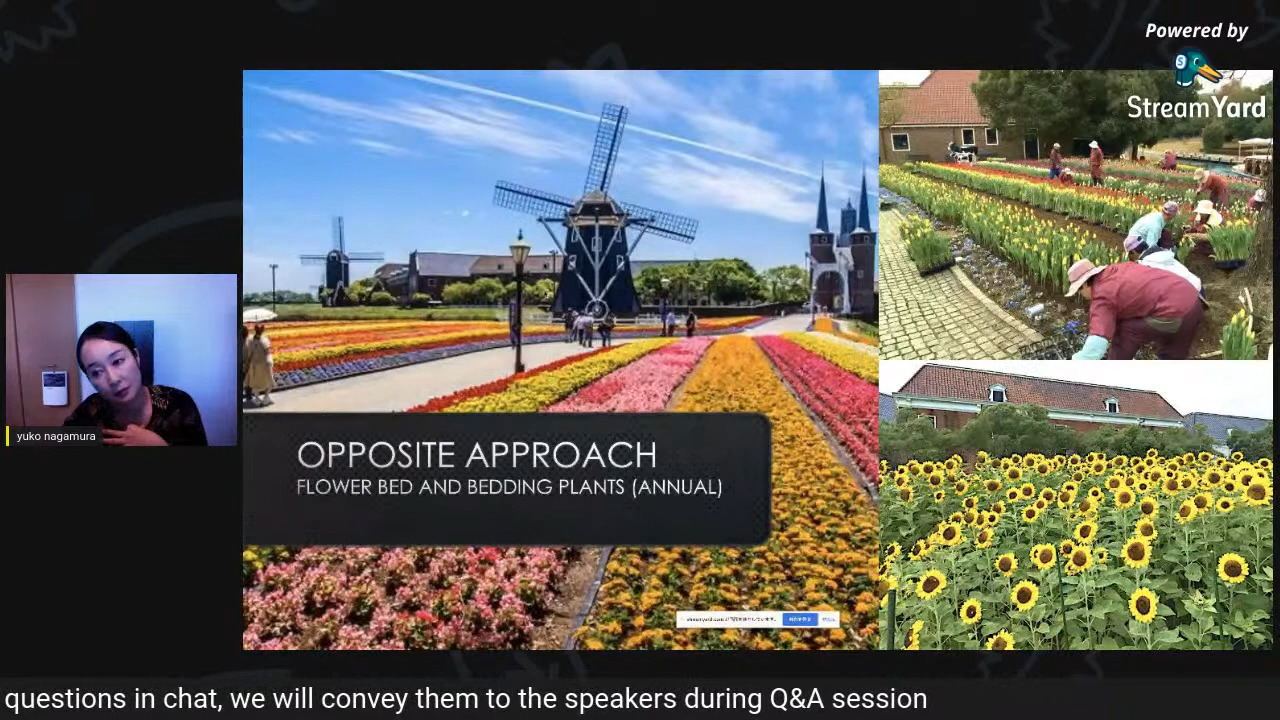 Powered by
StreamYard
yuko nagamura
OPPOSITE APPROACH
FLOWER BED AND BEDDING PLANTS (ANNUAL)
questions in chat, we will convey them to the speakers during Q&A session